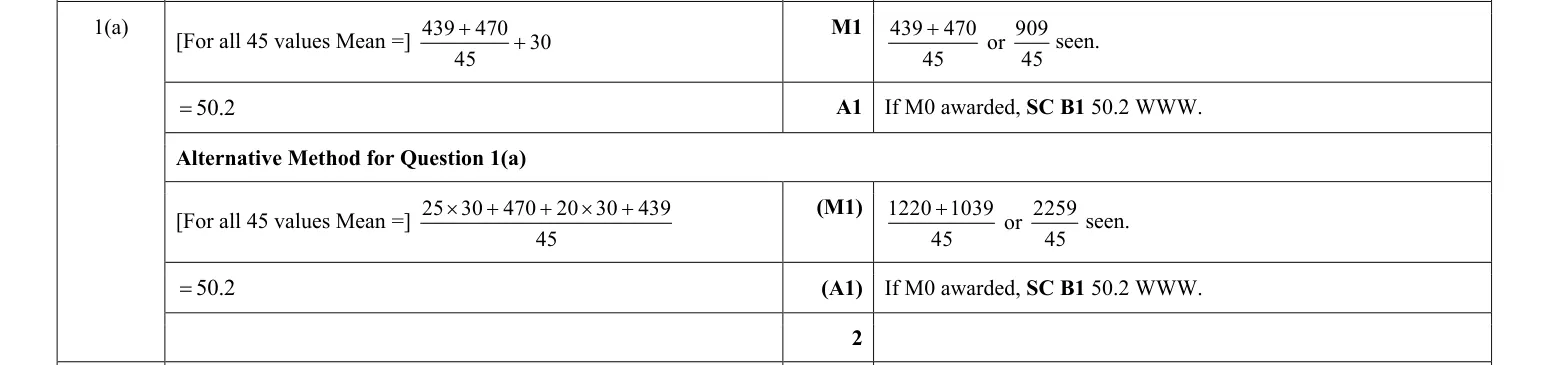 1(a) [For all 45 values Mean =] (439 + 470)/45 + 30 M1 (439 + 470)/45 or 909/45 seen.
= 50.2 A1 If M0 awarded, SC B1 50.2 WWW.
Alternative Method for Question 1(a)
[For all 45 values Mean =] (25 × 30 + 470 + 20 × 30 + 439)/45 (M1) (1220 + 1039)/45 or 2259/45 seen.
= 50.2 (A1) If M0 awarded, SC B1 50.2 WWW.
2